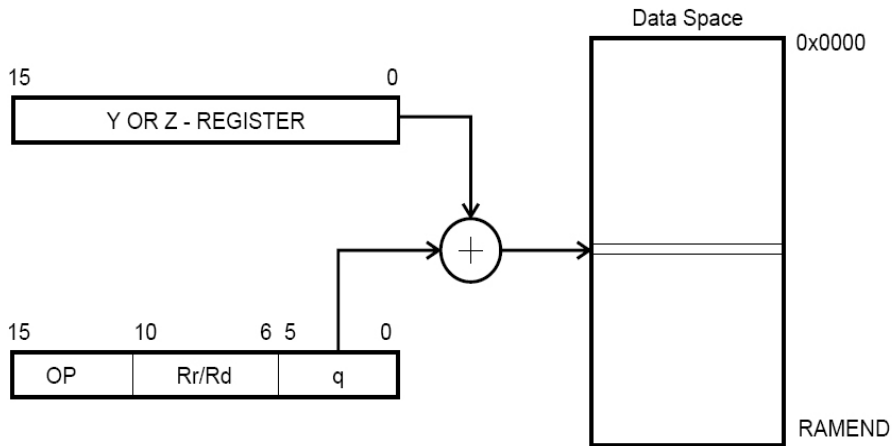 Data Space
0x0000
15 0
Y OR Z - REGISTER
+
15 10 6 5 0
OP Rr/Rd q
RAMEND